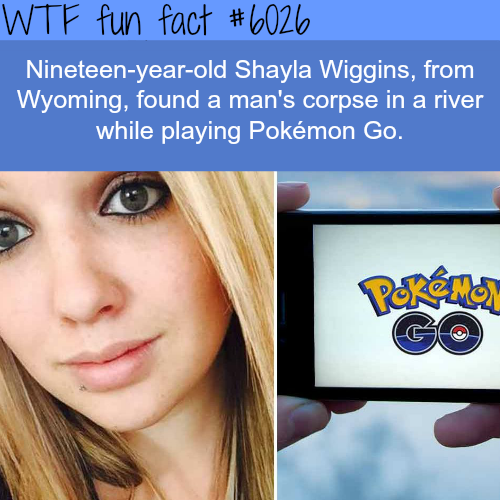 WTF fun fact #6026
Nineteen-year-old Shayla Wiggins, from
Wyoming, found a man's corpse in a river
while playing Pokémon Go.
POKéMON
GO